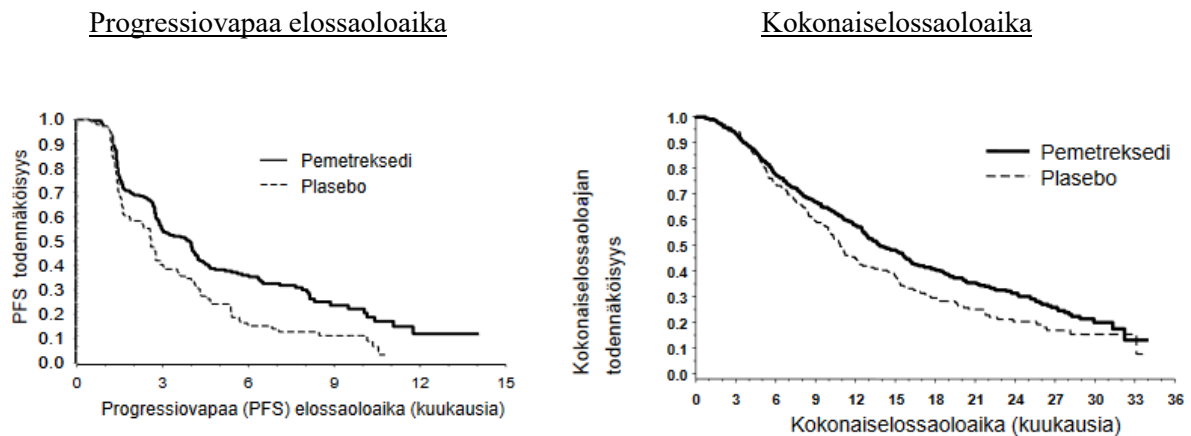 Progressiovapaa elossaoloaika
PFS todennäköisyys
1.0
0.9
0.8
0.7
0.6
0.5
0.4
0.3
0.2
0.1
0.0
Pemetreksedi
Plasebo
0 3 6 9 12 15
Progressiovapaa (PFS) elossaoloaika (kuukausia)
Kokonaiselossaoloaika
Kokonaiselossaoloajan
todennäköisyys
1.0
0.9
0.8
0.7
0.6
0.5
0.4
0.3
0.2
0.1
0.0
Pemetreksedi
Plasebo
0 3 6 9 12 15 18 21 24 27 30 33 36
Kokonaiselossaoloaika (kuukausia)